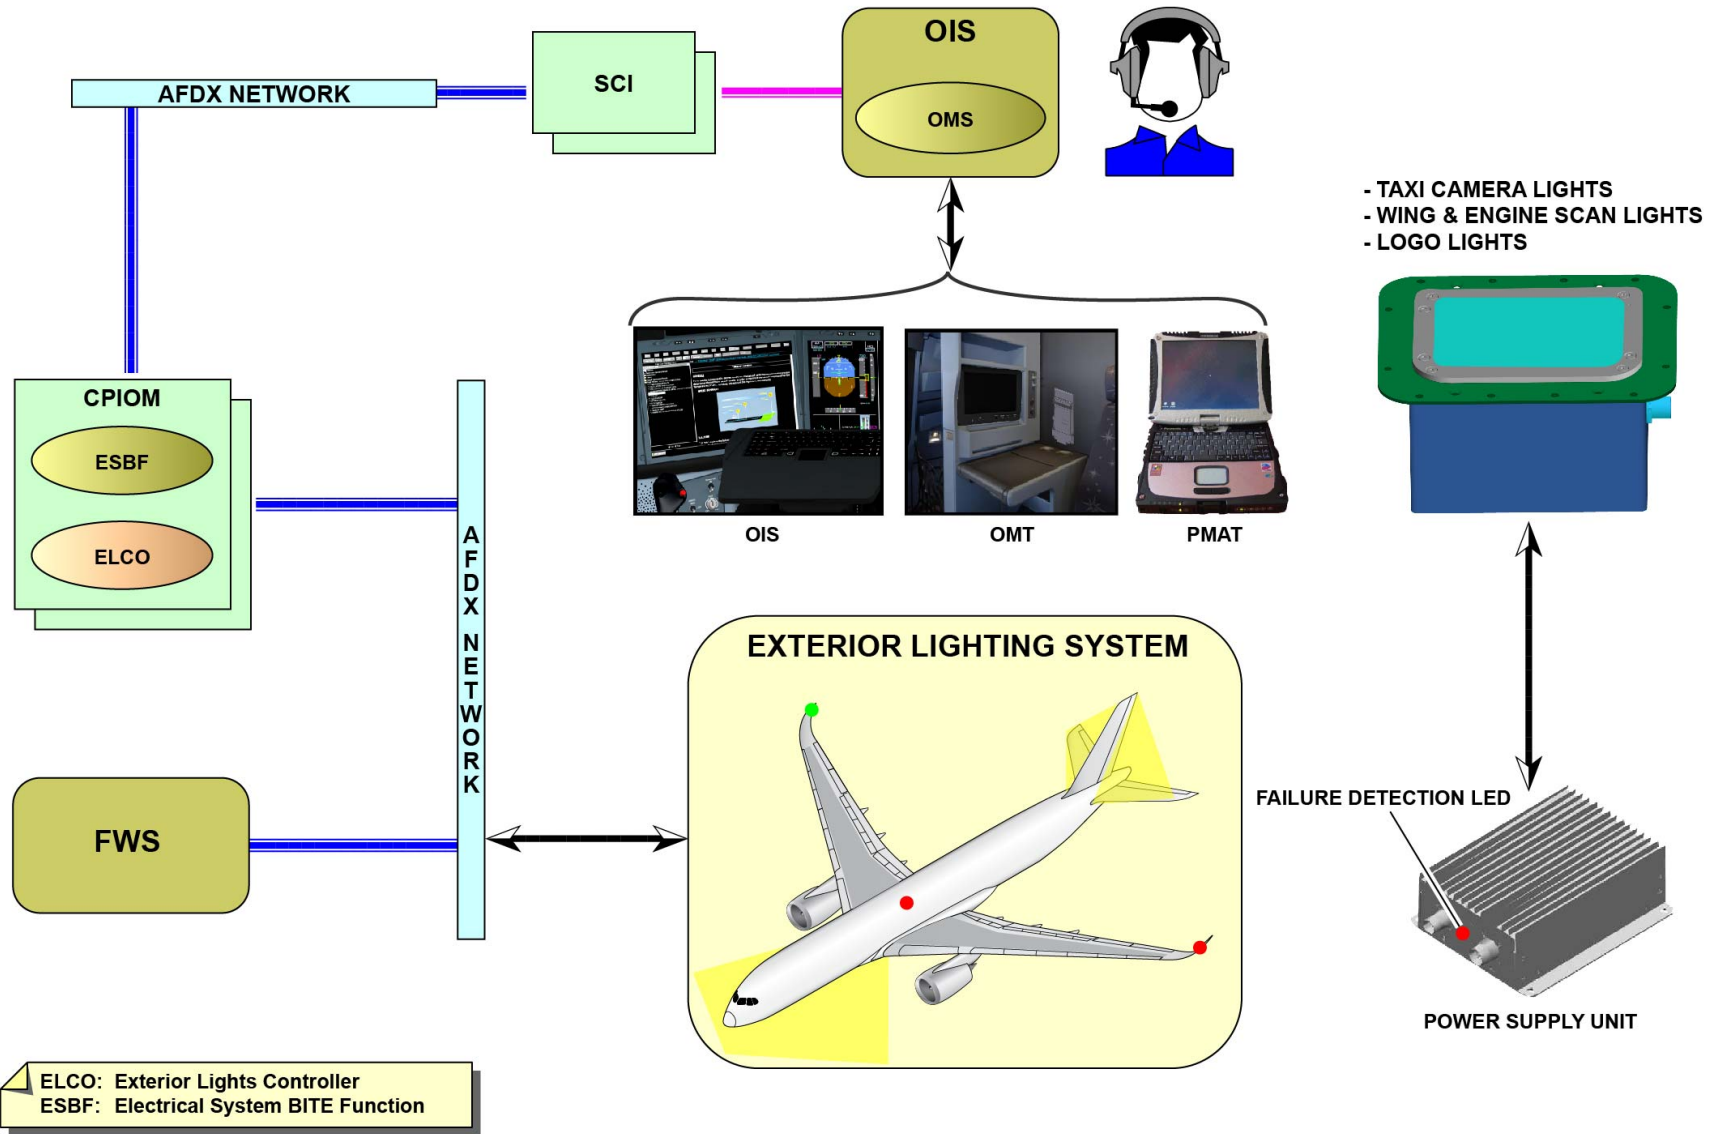 OIS
SCI
AFDX NETWORK
OMS
- TAXI CAMERA LIGHTS
- WING & ENGINE SCAN LIGHTS
- LOGO LIGHTS
CPIOM
ESBF
ELCO
AFDX NETWORK
OIS
OMT
PMAT
EXTERIOR LIGHTING SYSTEM
FAILURE DETECTION LED
FWS
POWER SUPPLY UNIT
ELCO: Exterior Lights Controller
ESBF: Electrical System BITE Function